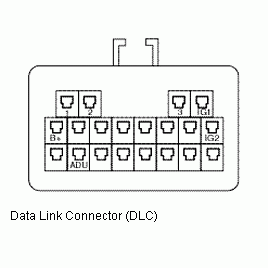 1 2 3 IG1
B+ IG2
ADU
Data Link Connector (DLC)